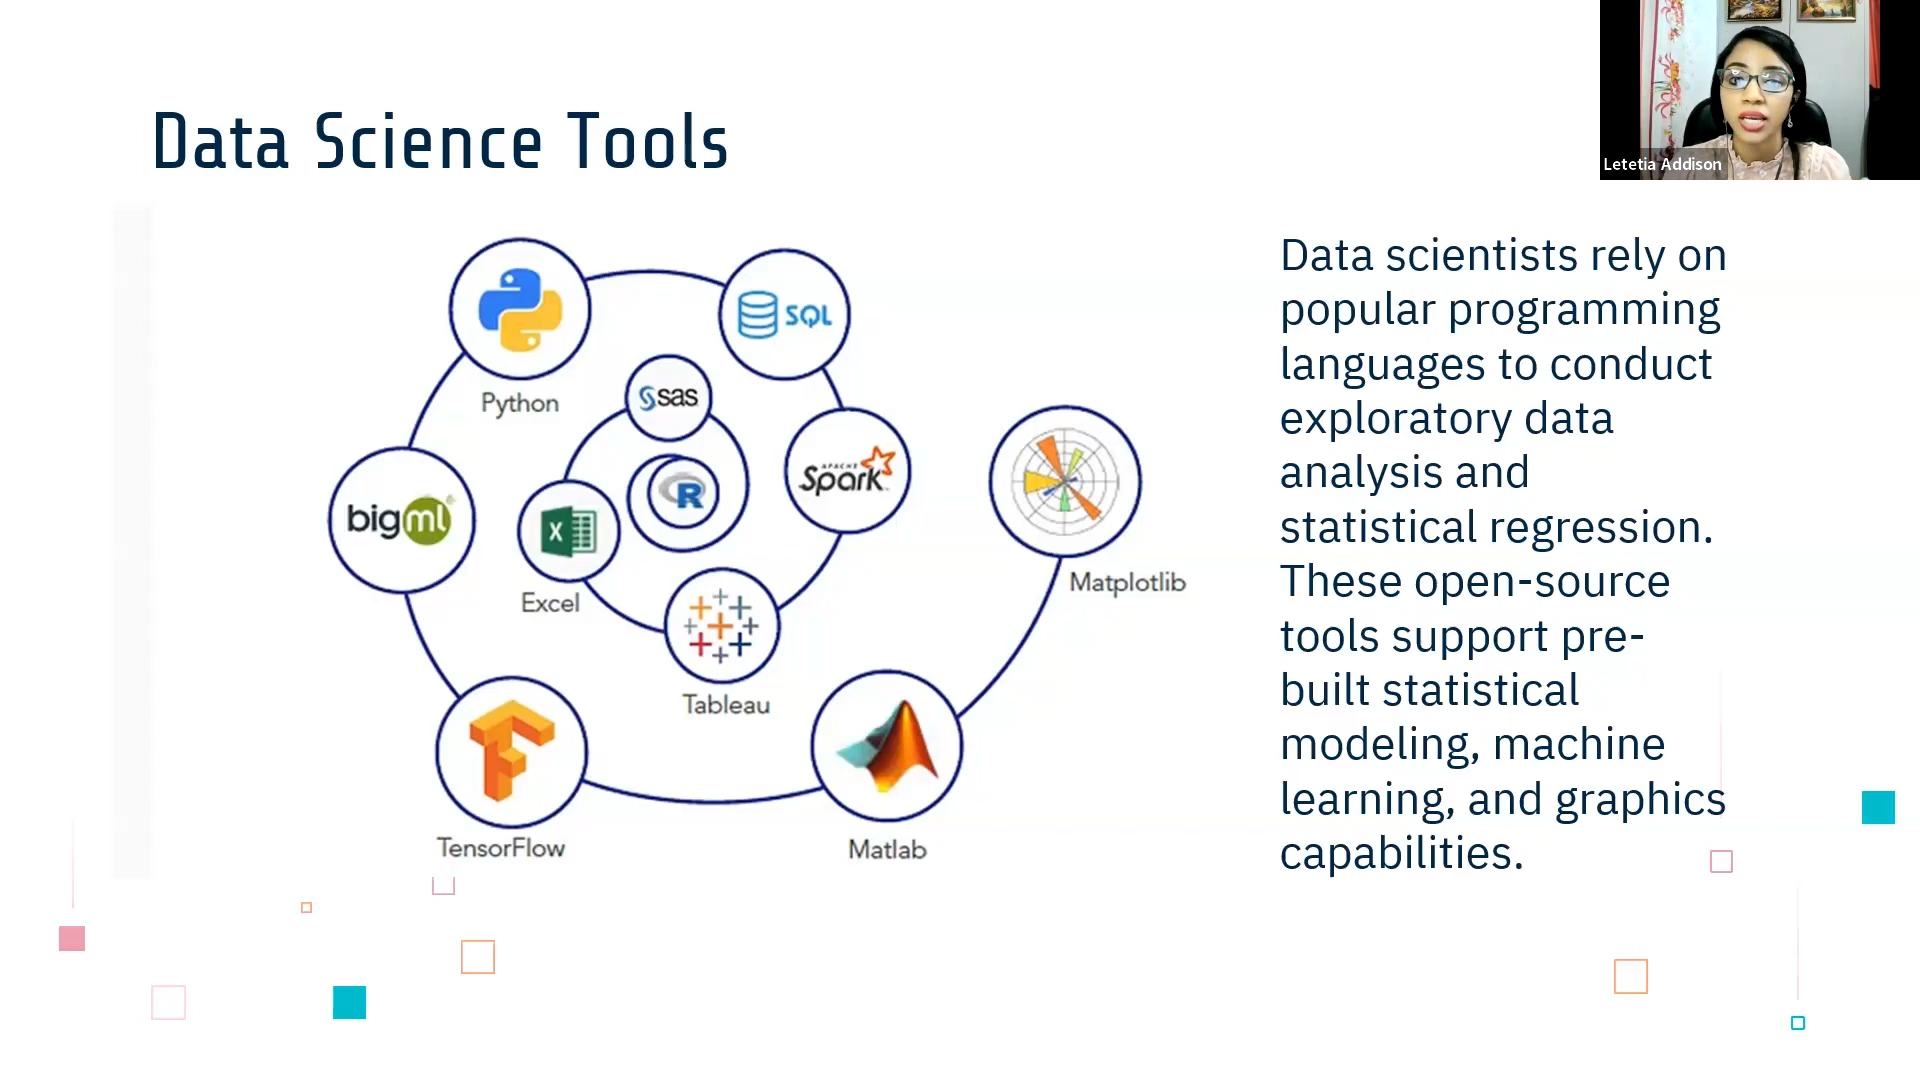 Letetia Addison
Data Science Tools
Python
SQL
sas
R
APACHE
Spark
bigml
X
Excel
Tableau
Matplotlib
TensorFlow
Matlab
Data scientists rely on
popular programming
languages to conduct
exploratory data
analysis and
statistical regression.
These open-source
tools support pre-
built statistical
modeling, machine
learning, and graphics
capabilities.